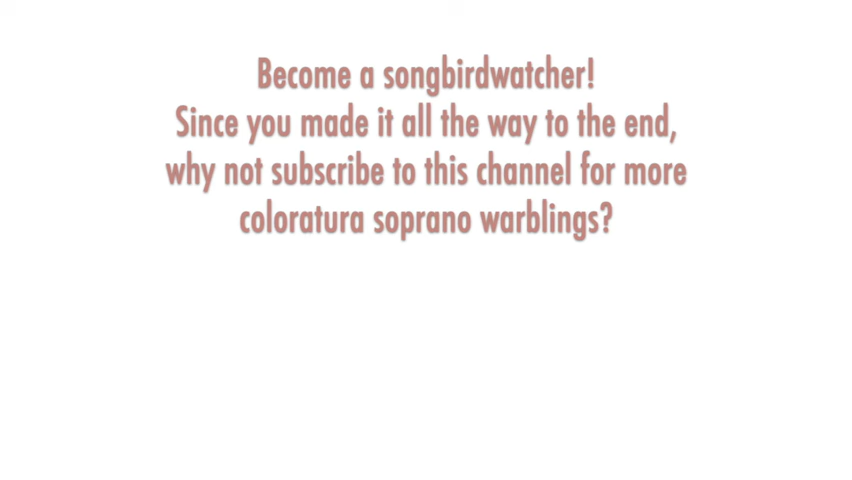 Become a songbirdwatcher!
Since you made it all the way to the end,
why not subscribe to this channel for more
coloratura soprano warblings?